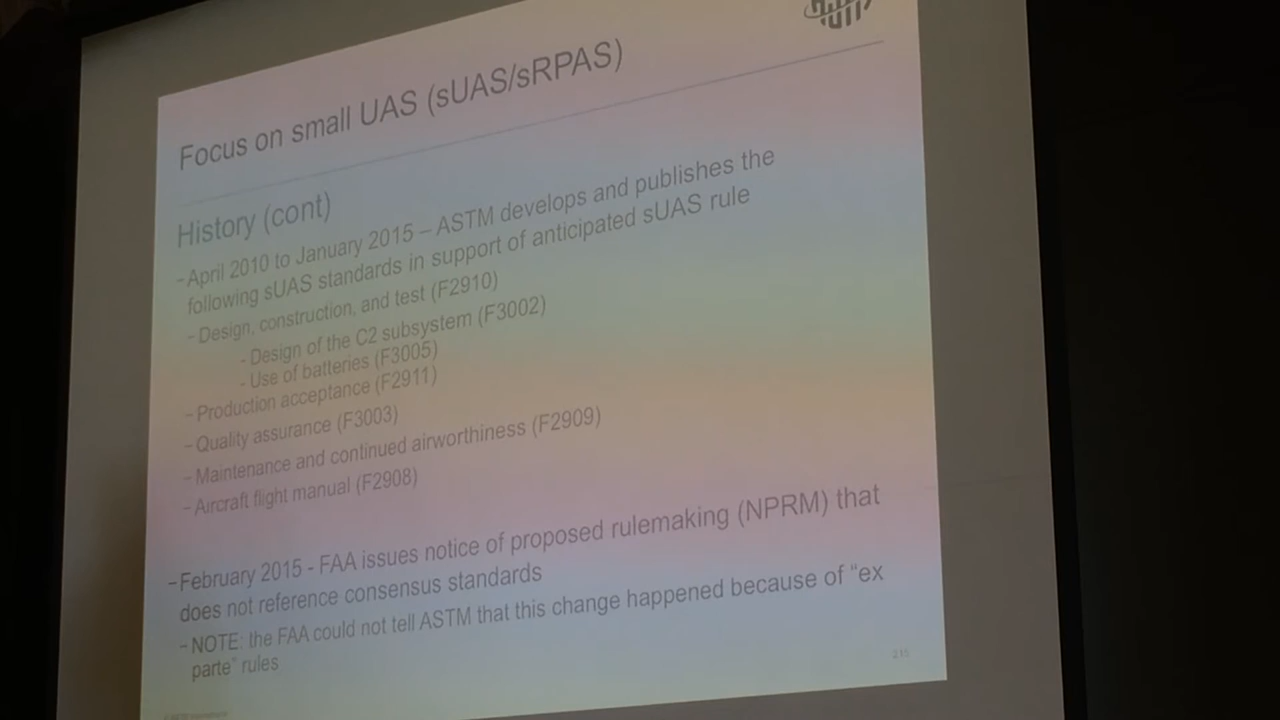 Focus on small UAS (sUAS/sRPAS)
History (cont)
–April 2010 to January 2015 – ASTM develops and publishes the
following sUAS standards in support of anticipated sUAS rule
- Design, construction, and test (F2910)
- Design of the C2 subsystem (F3002)
- Use of batteries (F3005)
– Production acceptance (F2911)
– Quality assurance (F3003)
– Maintenance and continued airworthiness (F2909)
– Aircraft flight manual (F2908)
–February 2015 - FAA issues notice of proposed rulemaking (NPRM) that
does not reference consensus standards
–NOTE: the FAA could not tell ASTM that this change happened because of “ex
parte” rules